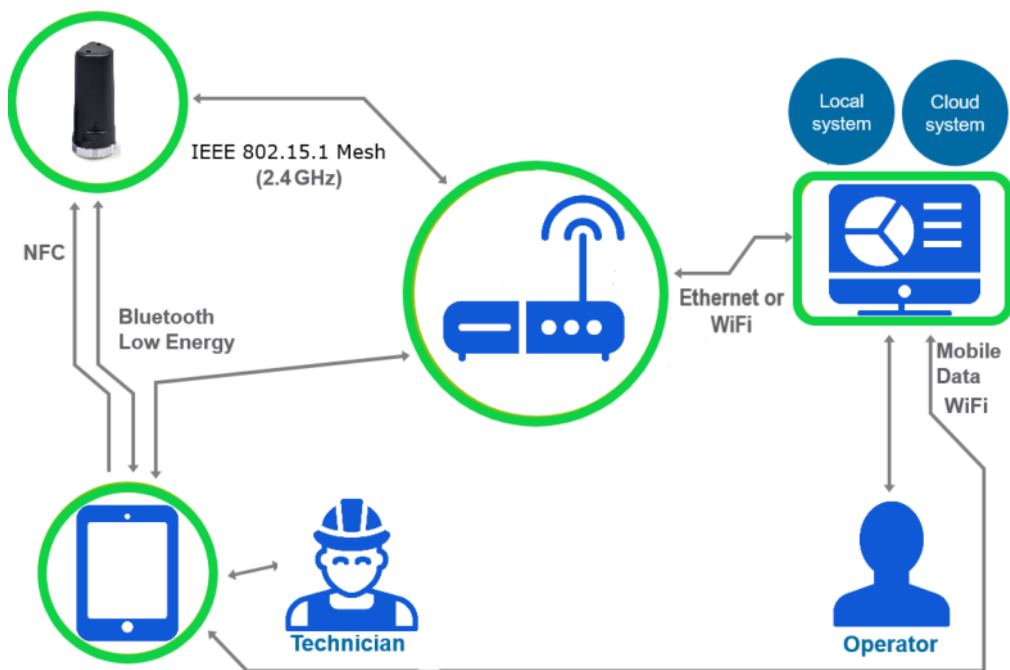 Local
system
Cloud
system
IEEE 802.15.1 Mesh
(2.4 GHz)
NFC
Ethernet or
WiFi
Bluetooth
Low Energy
Mobile
Data
WiFi
Technician
Operator